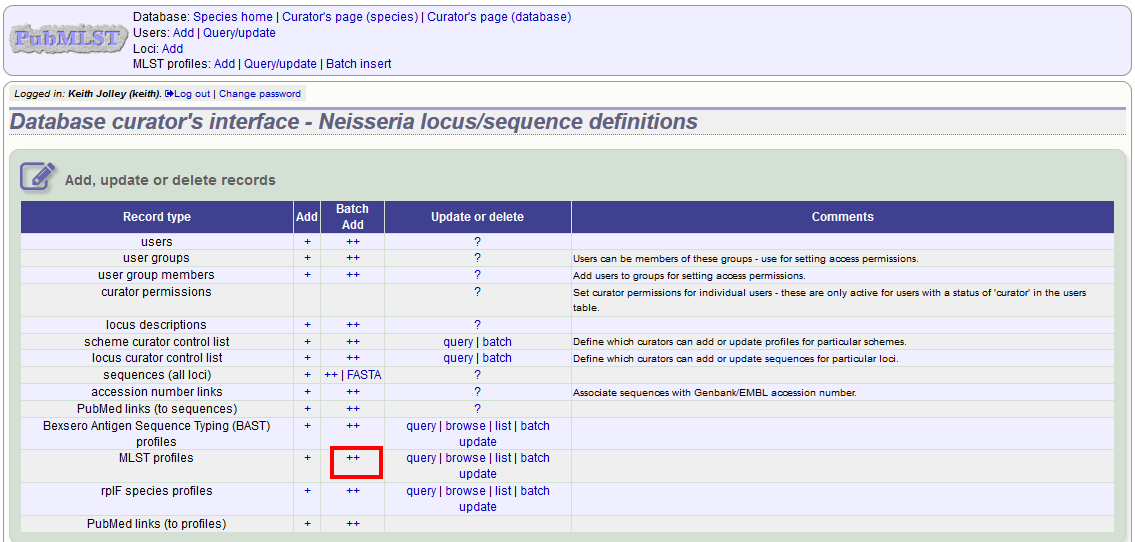 PubMLST
Database: Species home | Curator's page (species) | Curator's page (database)
Users: Add | Query/update
Loci: Add
MLST profiles: Add | Query/update | Batch insert
Logged in: Keith Jolley (keith). Log out | Change password
Database curator's interface - Neisseria locus/sequence definitions
Add, update or delete records
Record type Add Batch Add Update or delete Comments
users + ++ ?
user groups + ++ ? Users can be members of these groups - use for setting access permissions.
user group members + ++ ? Add users to groups for setting access permissions.
curator permissions ? Set curator permissions for individual users - these are only active for users with a status of 'curator' in the users
table.
locus descriptions + ++ ?
scheme curator control list + ++ query | batch Define which curators can add or update profiles for particular schemes.
locus curator control list + ++ query | batch Define which curators can add or update sequences for particular loci.
sequences (all loci) + ++ | FASTA ?
accession number links + ++ ? Associate sequences with Genbank/EMBL accession number.
PubMed links (to sequences) + ++ ?
Bexsero Antigen Sequence Typing (BAST) + ++ query | browse | list | batch
profiles update
MLST profiles + ++ query | browse | list | batch
update
rplF species profiles + ++ query | browse | list | batch
update
PubMed links (to profiles) + ++